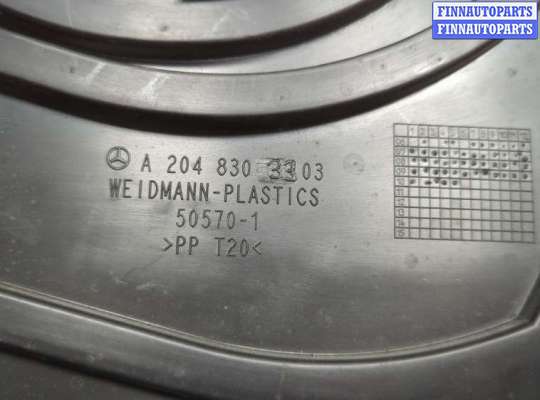 FINNAUTOPARTS
FINNAUTOPARTS
A 204 830 33 03
WEIDMANN-PLASTICS
50570-1
>PP T20<